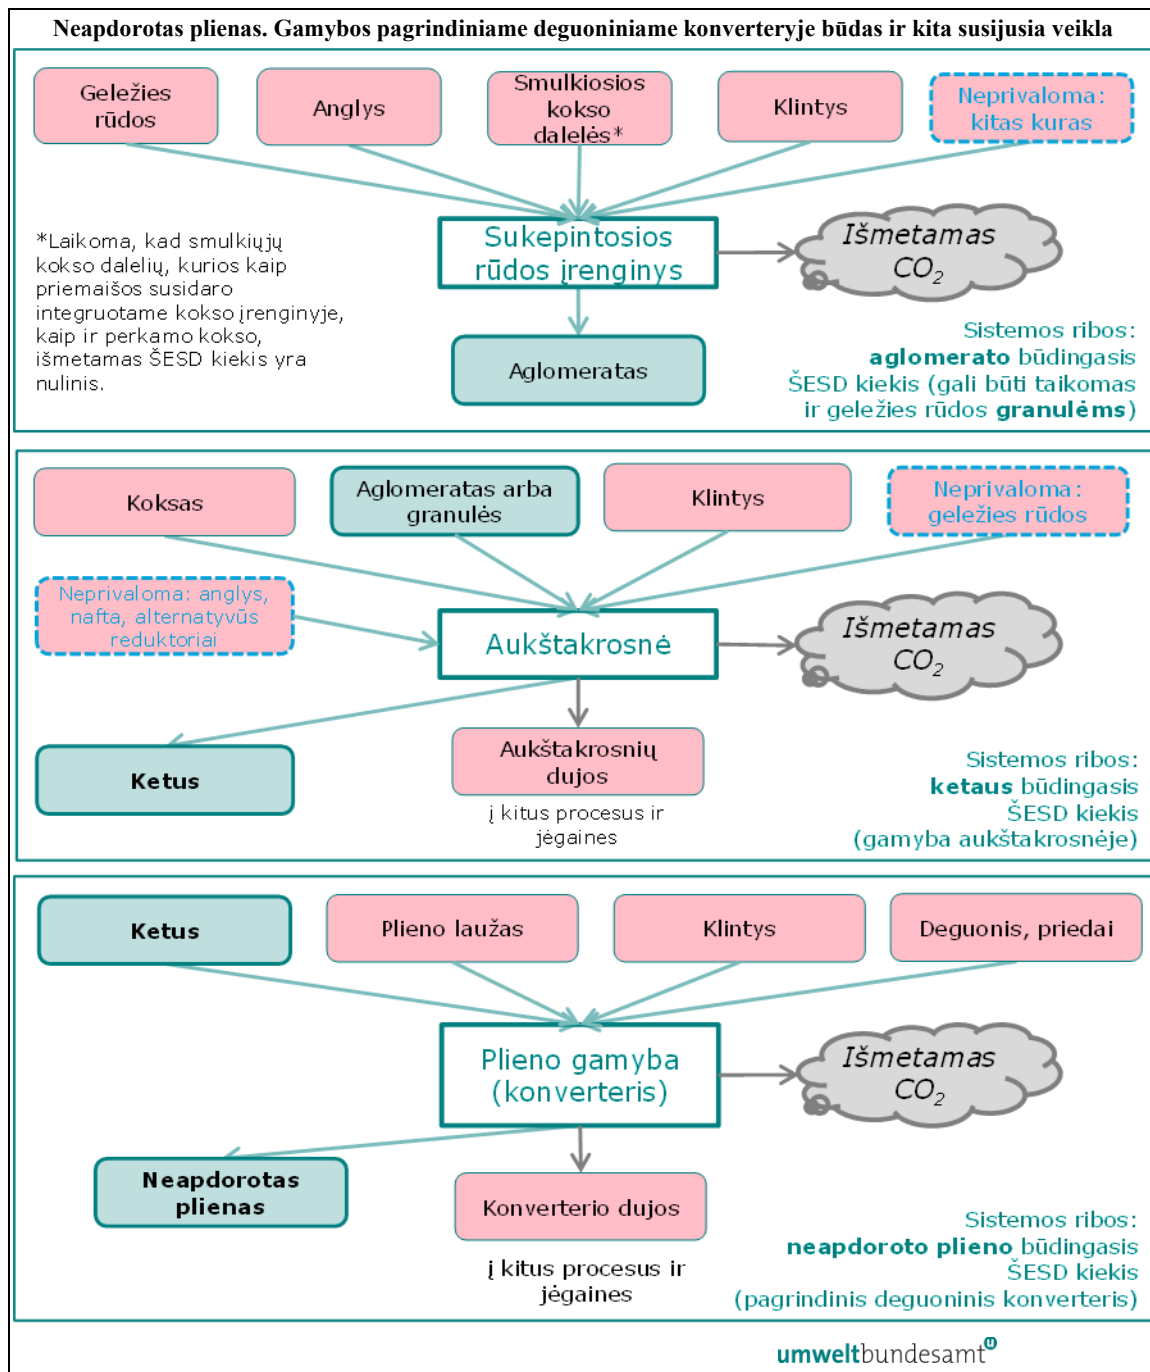 Neapdorotas plienas. Gamybos pagrindiniame deguoniniame konverteryje būdas ir kita susijusia veikla
Geležies
rūdos
Anglys
Smulkiosios
kokso
dalelės*
Klintys
Neprivaloma:
kitas kuras
*Laikoma, kad smulkiųjų
kokso dalelių, kurios kaip
priemaišos susidaro
integruotame kokso įrenginyje,
kaip ir perkamo kokso,
išmetamas ŠESD kiekis yra
nulinis.
Sukepintosios
rūdos įrenginys
Išmetamas
CO2
Aglomeratas
Sistemos ribos:
aglomerato būdingasis
ŠESD kiekis (gali būti taikomas
ir geležies rūdos granulėms)
Koksas
Aglomeratas arba
granulės
Klintys
Neprivaloma:
geležies rūdos
Neprivaloma: anglys,
nafta, alternatyvūs
reduktoriai
Aukštakrosnė
Išmetamas
CO2
Ketus
Aukštakrosnių
dujos
į kitus procesus ir
jėgaines
Sistemos ribos:
ketaus būdingasis
ŠESD kiekis
(gamyba aukštakrosnėje)
Ketus
Plieno laužas
Klintys
Deguonis, priedai
Plieno gamyba
(konverteris)
Išmetamas
CO2
Neapdorotas
plienas
Konverterio dujos
į kitus procesus ir
jėgaines
Sistemos ribos:
neapdoroto plieno būdingasis
ŠESD kiekis
(pagrindinis deguoninis konverteris)
umweltbundesamt